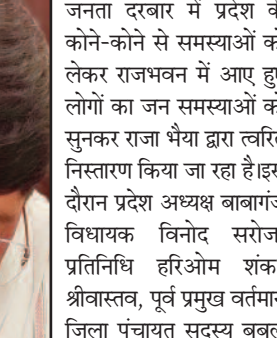 जनता दरबार में प्रदेश के
कोने-कोने से समस्याओं को
लेकर राजभवन में आए हुए
लोगों का जन समस्याओं को
सुनकर राजा भैया द्वारा त्वरित
निस्तारण किया जा रहा है।इस
दौरान प्रदेश अध्यक्ष बाबागंज
विधायक विनोद सरोज
प्रतिनिधि हरिओम शंकर
श्रीवास्तव, पूर्व प्रमुख वर्तमान
जिला पंचायत सदस्य बबलू